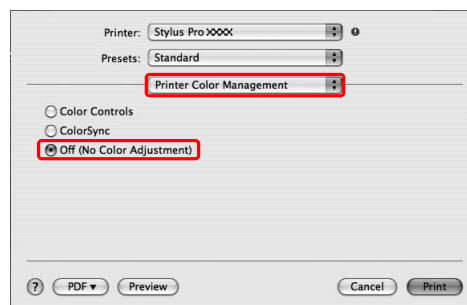 Printer: Stylus Pro XXXX
Presets: Standard
Printer Color Management
Color Controls
ColorSync
Off (No Color Adjustment)
? PDF ▼ Preview Cancel Print